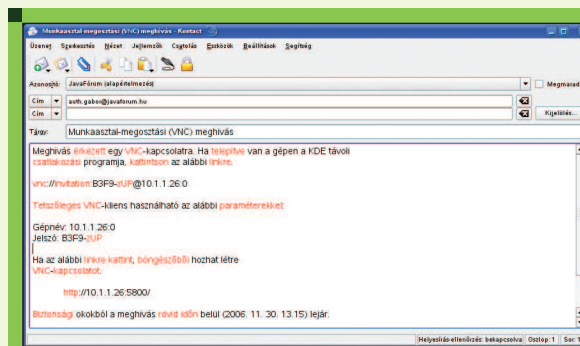 Munkaasztal-megosztási (VNC) meghívás - Kontact
Üzenet Szerkesztés Nézet Jellemzők Csatolás Eszközök Beállítások Segítség
Azonosító: JavaFórum (alapértelmezés) Megmarad
Cím asth.gabor@javaforum.hu
Cím Kijelölés...
Tárgy: Munkaasztal-megosztási (VNC) meghívás
Meghívás érkezett egy VNC-kapcsolatra. Ha telepítve van a gépen a KDE távoli
csatlakozási programja, kattintson az alábbi linkre.
vnc://invitation:B3F9-zUP@10.1.1.26:0
Tetszőleges VNC-kliens használható az alábbi paraméterekkel:
Gépnév: 10.1.1.26:0
Jelszó: B3F9-zUP
Ha az alábbi linkre kattint, böngészőből hozhat létre
VNC-kapcsolatot.
http://10.1.1.26:5800/
Biztonsági okokból a meghívás rövid időn belül (2006. 11. 30. 13.15) lejár.
Helyesírás-ellenőrzés: bekapcsolva Oszlop: 1 Sor: